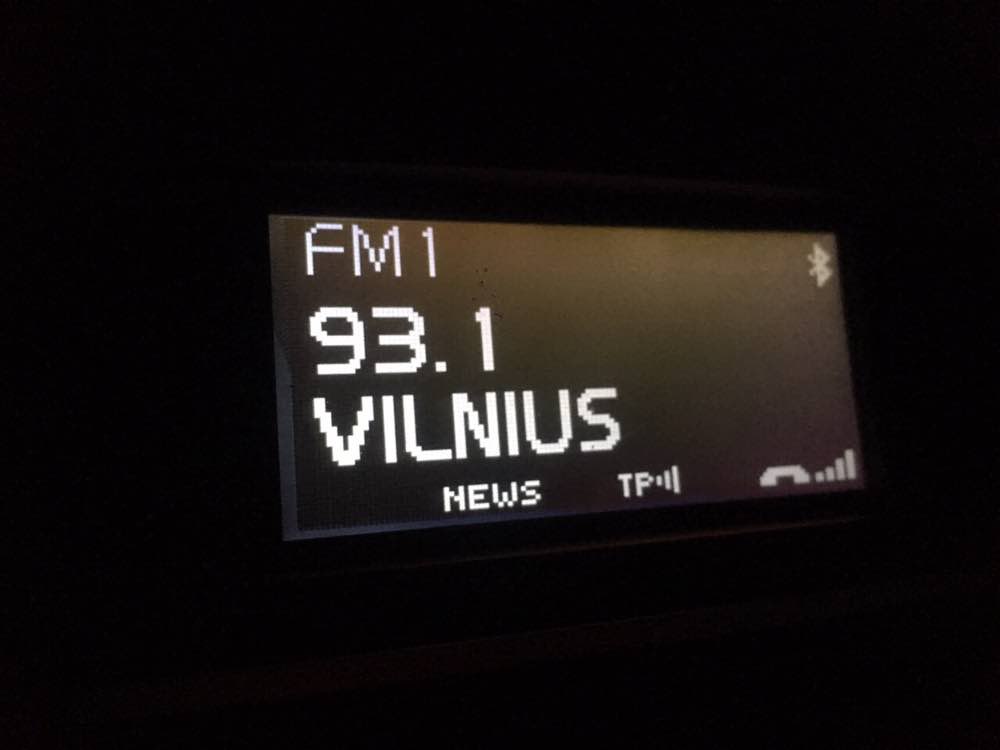 FM1
93.1
VILNIUS
NEWS TP